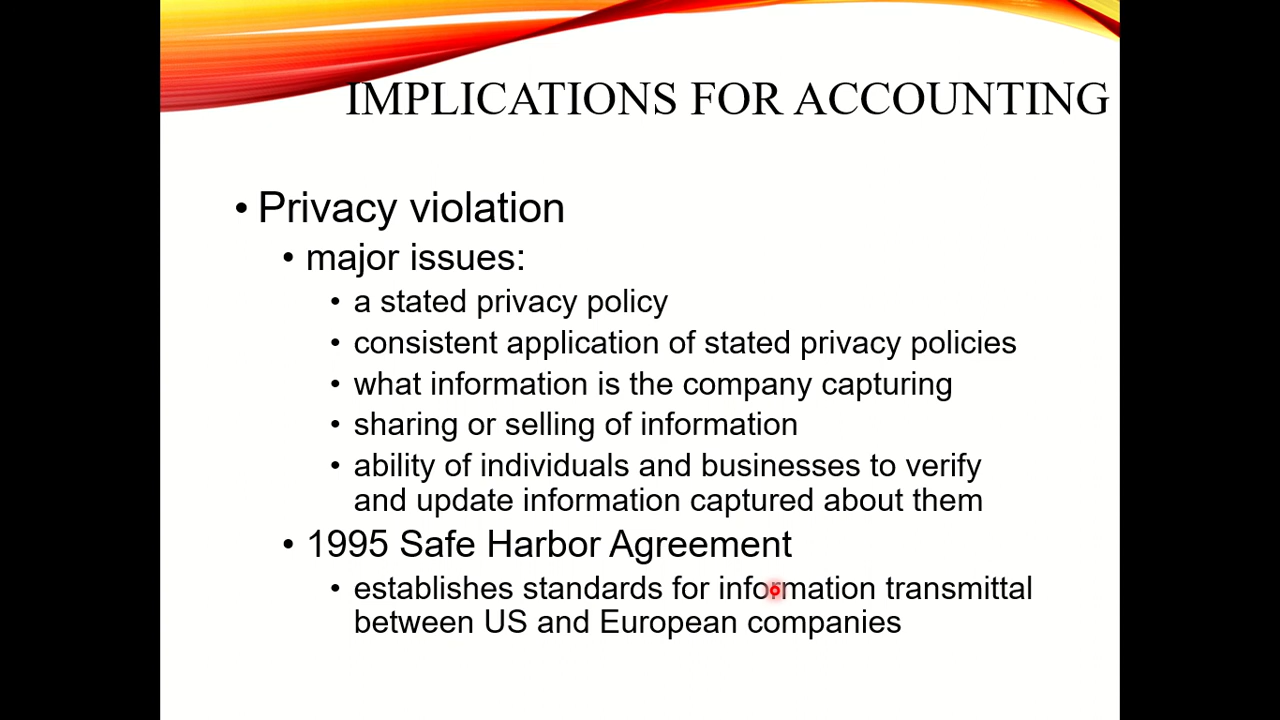 IMPLICATIONS FOR ACCOUNTING
• Privacy violation
• major issues:
• a stated privacy policy
• consistent application of stated privacy policies
• what information is the company capturing
• sharing or selling of information
• ability of individuals and businesses to verify
and update information captured about them
• 1995 Safe Harbor Agreement
• establishes standards for information transmittal
between US and European companies